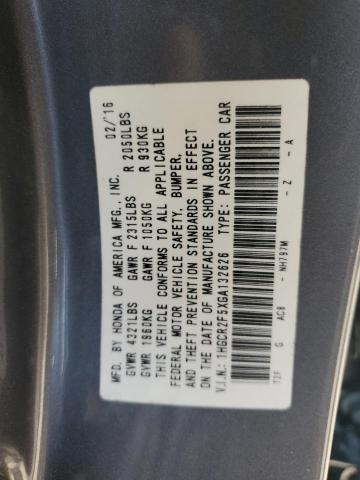 MFD. BY HONDA OF AMERICA MFG., INC. 02/'16
GVWR 4321LBS GAWR F 2315LBS R 2050LBS
GVWR 1960KG GAWR F 1050KG R 930KG
THIS VEHICLE CONFORMS TO ALL APPLICABLE
FEDERAL MOTOR VEHICLE SAFETY, BUMPER,
AND THEFT PREVENTION STANDARDS IN EFFECT
ON THE DATE OF MANUFACTURE SHOWN ABOVE.
V.I.N.: 1HGCR2F5XGA132626 TYPE: PASSENGER CAR
T2F G AC8 - NH797M - Z - A